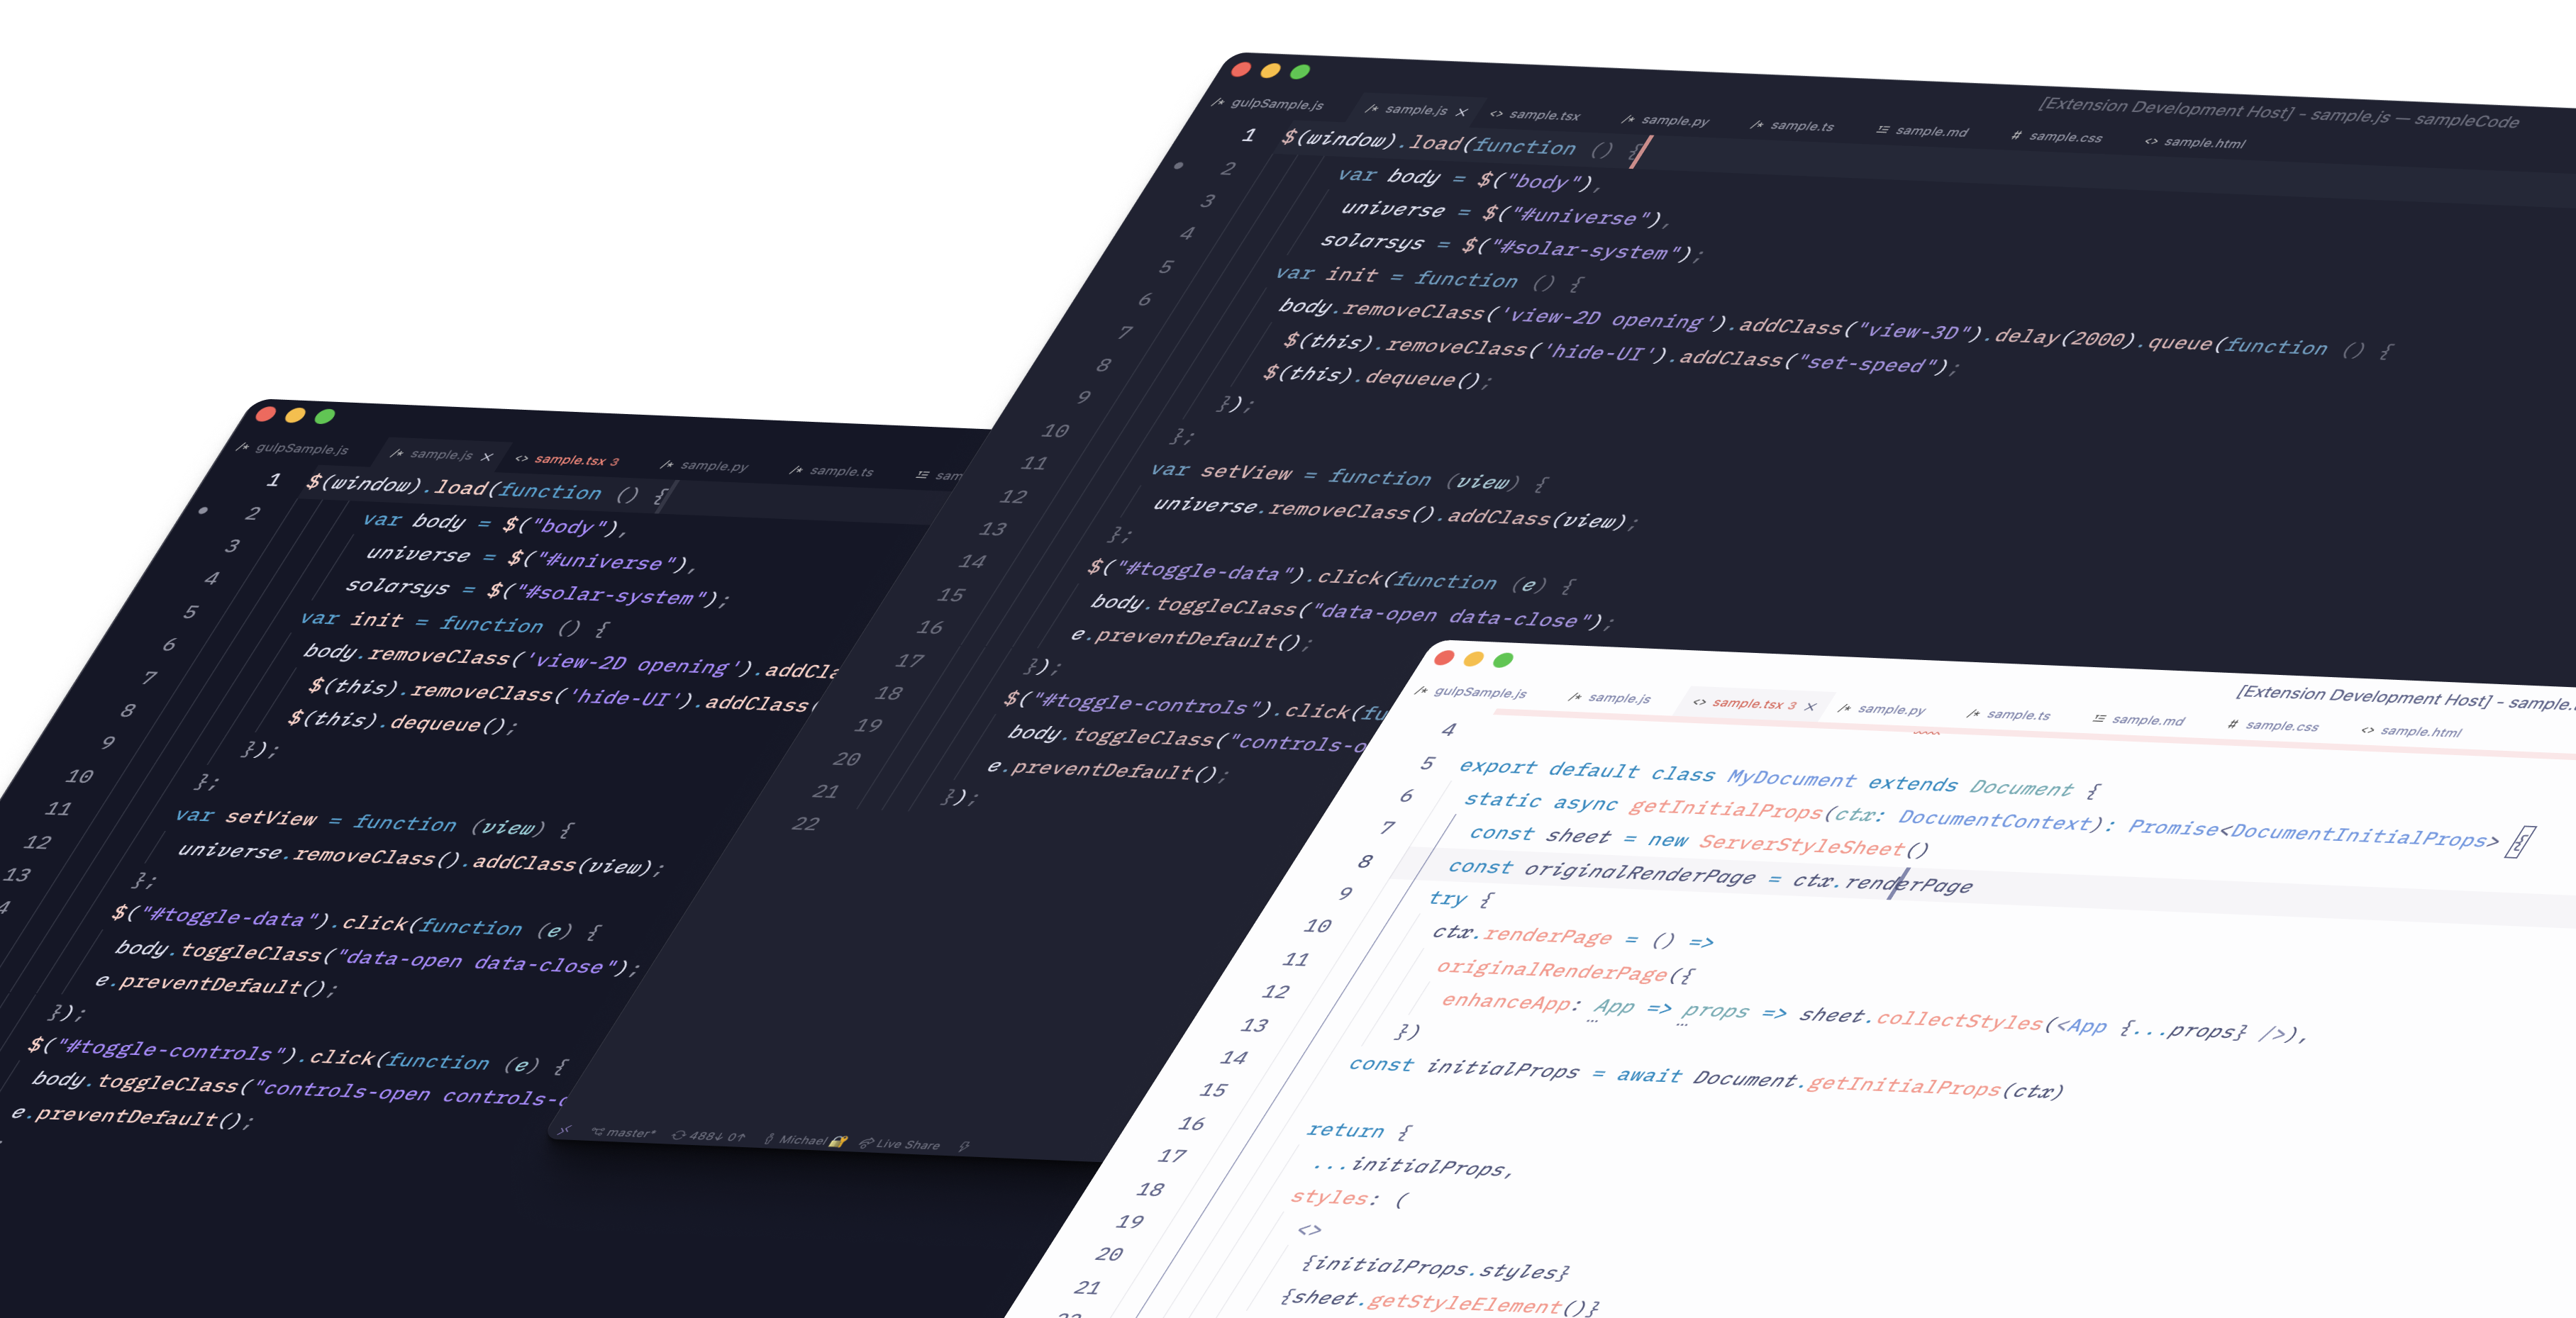 [Extension Development Host] - sample.js — sampleCode
gulpSample.js
sample.js
sample.tsx
sample.py
sample.ts
sample.md
sample.css
sample.html
1 $(window).load(function () {
2 var body = $("body"),
3 universe = $("#universe"),
4 solarsys = $("#solar-system");
5 var init = function () {
6 body.removeClass('view-2D opening').addClass("view-3D").delay(2000).queue(function () {
7 $(this).removeClass('hide-UI').addClass("set-speed");
8 $(this).dequeue();
9 });
10 };
11 var setView = function (view) {
12 universe.removeClass().addClass(view);
13 };
14 $("#toggle-data").click(function (e) {
15 body.toggleClass("data-open data-close");
16 e.preventDefault();
17 });
18 $("#toggle-controls").click(
19 body.toggleClass("controls-
20 e.preventDefault();
21 });
22
master*
488↓ 0↑
Michael 🔐
Live Share
gulpSample.js
sample.js
sample.tsx 3
sample.py
sample.ts
1 $(window).load(function () {
2 var body = $("body"),
3 universe = $("#universe"),
4 solarsys = $("#solar-system");
5 var init = function () {
6 body.removeClass('view-2D opening').
7 $(this).removeClass('hide-UI').addClass(
8 $(this).dequeue();
9 });
10 };
11 var setView = function (view) {
12 universe.removeClass().addClass(view);
13 };
4 $("#toggle-data").click(function (e) {
body.toggleClass("data-open data-close");
e.preventDefault();
});
$("#toggle-controls").click(function (e) {
body.toggleClass("controls-open controls-
e.preventDefault();
[Extension Development Host] - sample.
gulpSample.js
sample.js
sample.tsx 3
sample.py
sample.ts
sample.md
sample.css
sample.html
4
5 export default class MyDocument extends Document {
6 static async getInitialProps(ctx: DocumentContext): Promise<DocumentInitialProps> {
7 const sheet = new ServerStyleSheet()
8 const originalRenderPage = ctx.renderPage
9 try {
10 ctx.renderPage = () =>
11 originalRenderPage({
12 enhanceApp: App => props => sheet.collectStyles(<App {...props} />),
13 })
14 const initialProps = await Document.getInitialProps(ctx)
15
16 return {
17 ...initialProps,
18 styles: (
19 <>
20 {initialProps.styles}
21 {sheet.getStyleElement()}